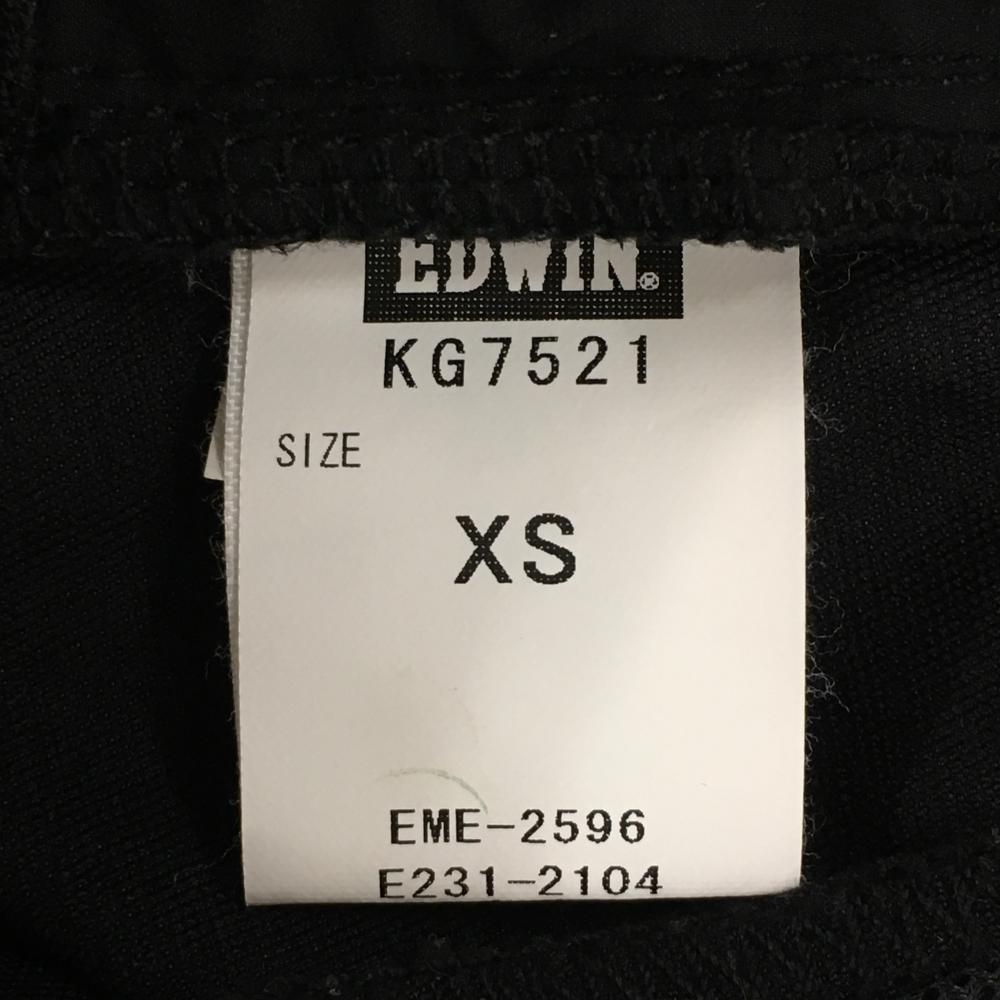 EDWIN®
KG7521
SIZE
XS
EME-2596
E231-2104